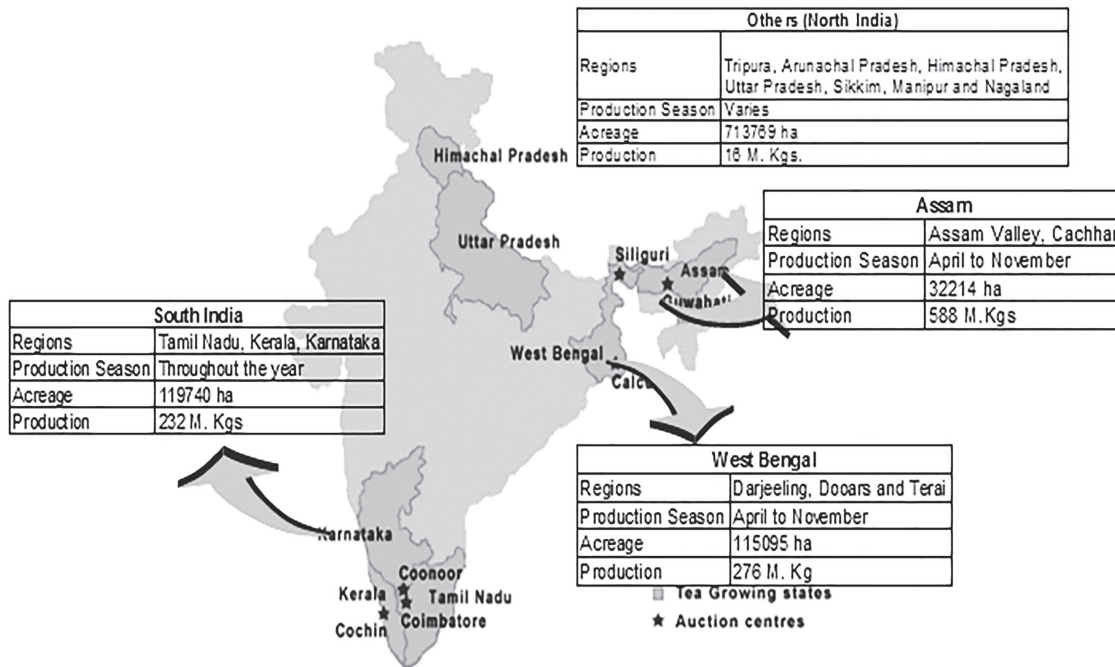 Others (North India)
Regions Tripura, Arunachal Pradesh, Himachal Pradesh,
Uttar Pradesh, Sikkim, Manipur and Nagaland
Production Season Varies
Acreage 713769 ha
Production 16 M. Kgs.
Himachal Pradesh
Uttar Pradesh
Assam
Regions Assam Valley, Cachhar
Production Season April to November
Acreage 32214 ha
Production 588 M.Kgs
Siliguri
Assam
Guwahati
South India
Regions Tamil Nadu, Kerala, Karnataka
Production Season Throughout the year
Acreage 119740 ha
Production 232 M. Kgs
West Bengal
Calcu
West Bengal
Regions Darjeeling, Dooars and Terai
Production Season April to November
Acreage 115095 ha
Production 276 M. Kg
Karnataka
Coonoor
Kerala Tamil Nadu
Coimbatore
Cochin
Tea Growing states
Auction centres